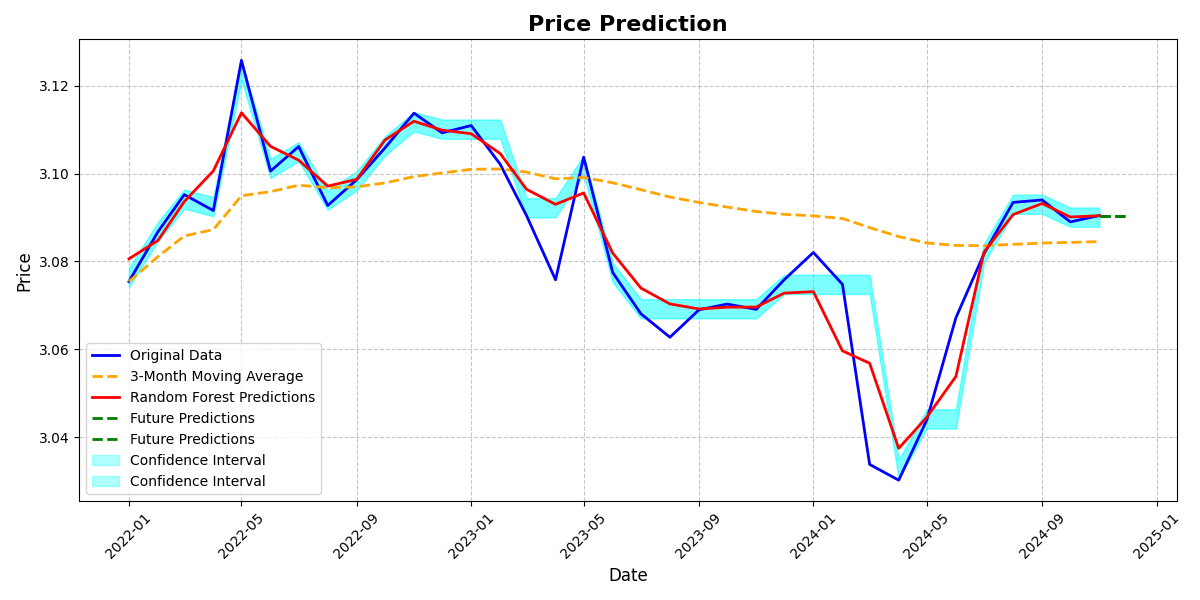 Price Prediction
Price
3.12
3.10
3.08
3.06
3.04
Original Data
3-Month Moving Average
Random Forest Predictions
Future Predictions
Future Predictions
Confidence Interval
Confidence Interval
2022-01
2022-05
2022-09
2023-01
2023-05
2023-09
2024-01
2024-05
2024-09
2025-01
Date